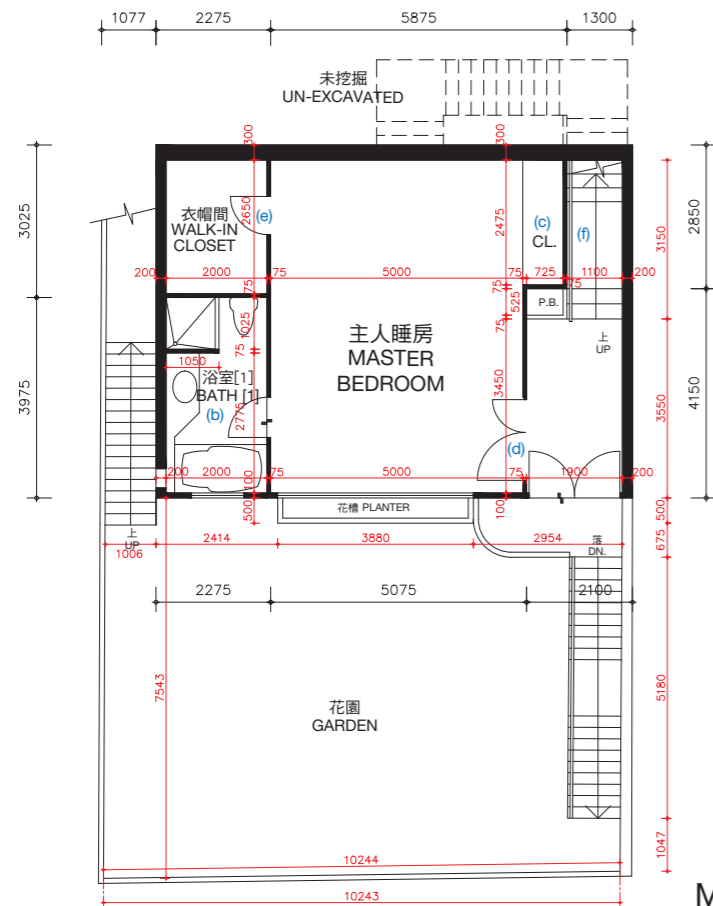 1077 2275 5875 1300
未挖掘
UN-EXCAVATED
300 300
3025
衣帽間
WALK-IN
CLOSET
2650
(e)
2475
(c)
CL.
(f)
3150
2850
200 2000 75 5000 75 725 1100 200
75 75 75
525
P.B.
1025
75
75
主人睡房
MASTER
BEDROOM
上
UP
1050
浴室[1]
BATH [1]
(b)
2775
3450
3975
(d)
3550
4150
200 2000 75 5000 75 1900 200
100
500
花槽 PLANTER
100
500
上
UP
1006
2414 3880 2954
落
DN.
675
2275 5075 2100
7543
花園
GARDEN
5180
1047
10244
10243
M